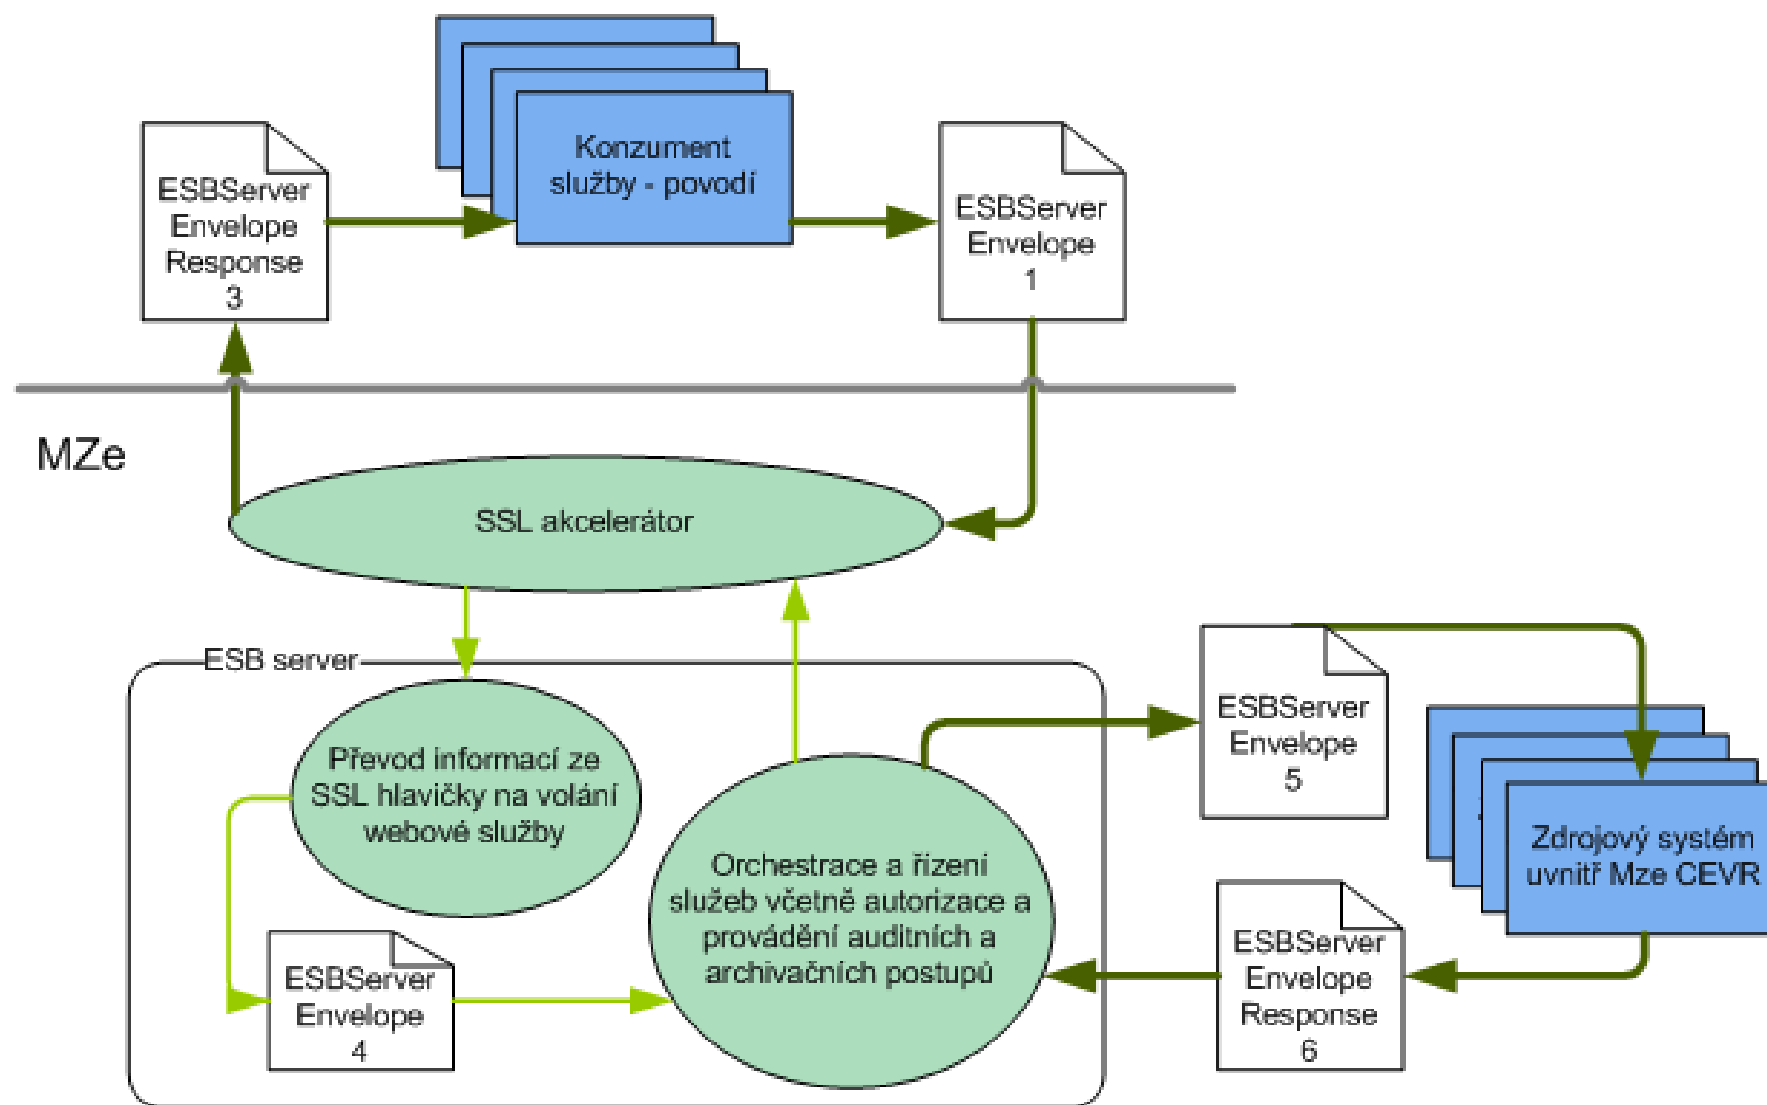 Konzument
služby - povodí
ESBServer
Envelope
Response
3
ESBServer
Envelope
1
MZe
SSL akcelerátor
ESB server
Převod informací ze
SSL hlavičky na volání
webové služby
ESBServer
Envelope
4
Orchestrace a řízení
služeb včetně autorizace a
provádění auditních a
archivačních postupů
ESBServer
Envelope
5
Zdrojový systém
uvnitř Mze CEVR
ESBServer
Envelope
Response
6